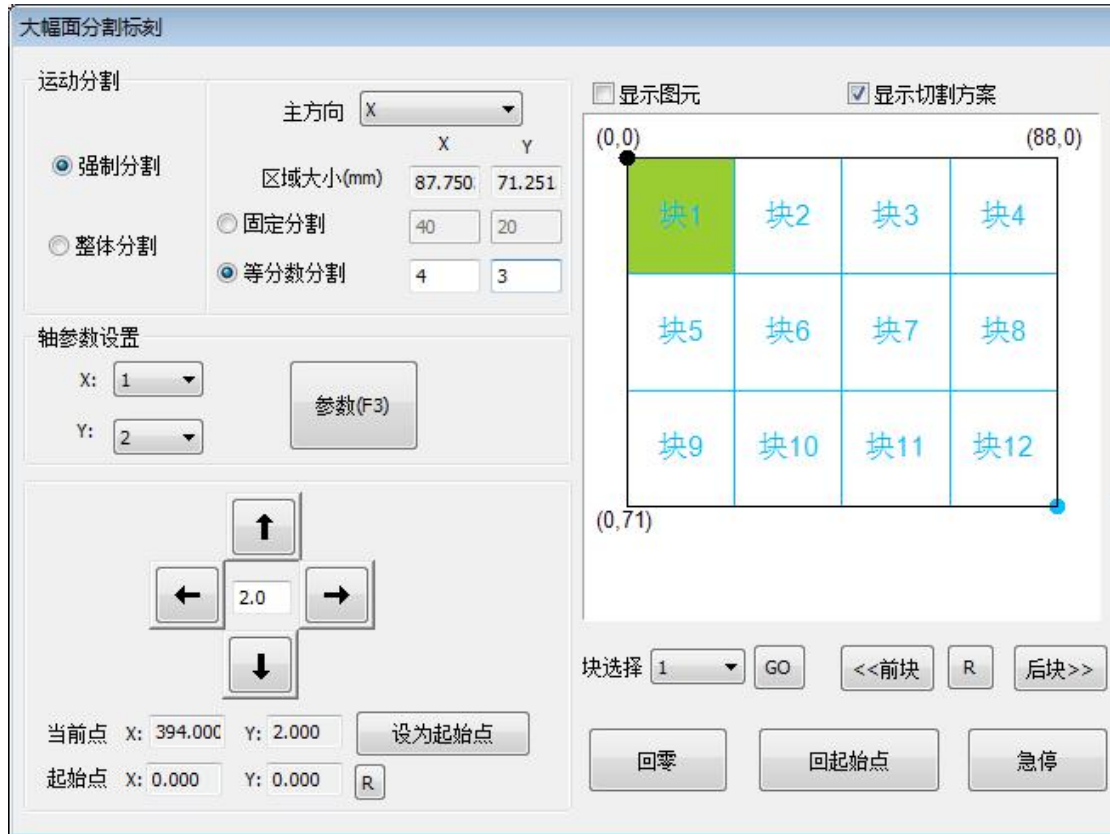 大幅面分割标刻
运动分割
主方向 X
X Y
强制分割
区域大小(mm) 87.750 71.251
固定分割 40 20
整体分割
等分数分割 4 3
轴参数设置
X: 1
参数(F3)
Y: 2
2.0
当前点 X: 394.000 Y: 2.000 设为起始点
起始点 X: 0.000 Y: 0.000 R
显示图元 显示切割方案
(0,0) (88,0)
块1 块2 块3 块4
块5 块6 块7 块8
块9 块10 块11 块12
(0,71)
块选择 1 GO <<前块 R 后块>>
回零 回起始点 急停